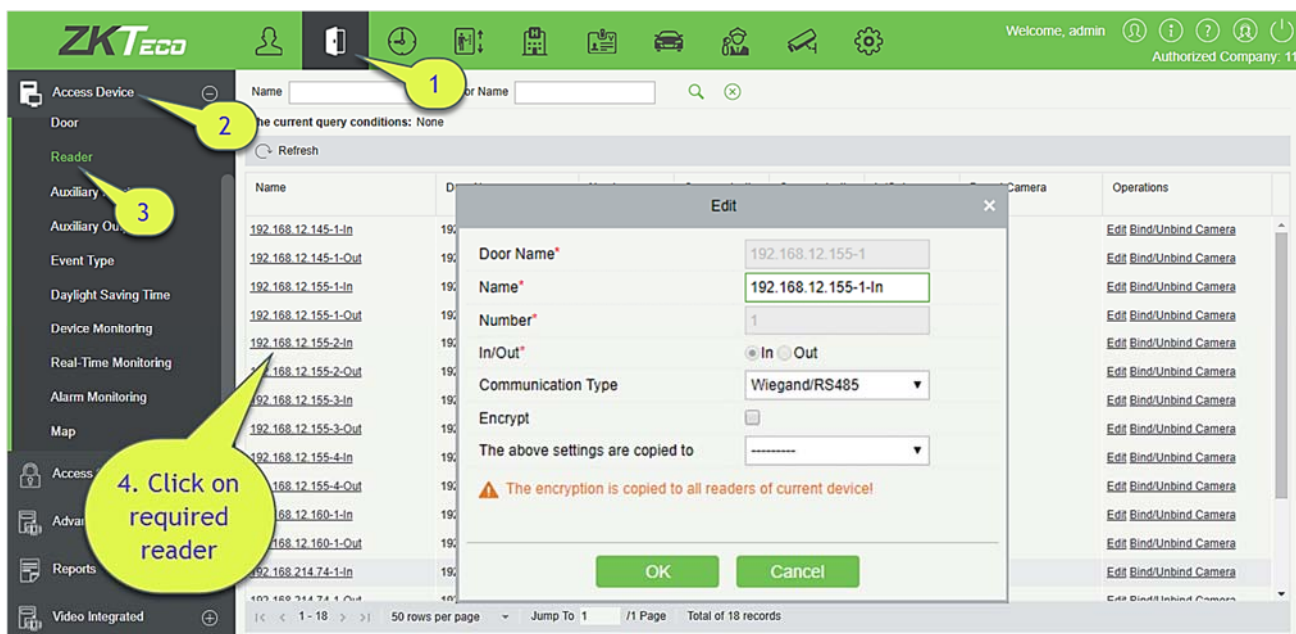 ZKTeco
Welcome, admin
Authorized Company: 11
1
Access Device
2
Door
Reader
3
Auxiliary
Auxiliary
Event Type
Daylight Saving Time
Device Monitoring
Real-Time Monitoring
Alarm Monitoring
Map
Access
Reports
Video Integrated
Name
Name
The current query conditions: None
Refresh
Name
Camera
Operations
192.168.12.145-1-In
Edit Bind/Unbind Camera
192.168.12.145-1-Out
Edit Bind/Unbind Camera
192.168.12.155-1-In
Edit Bind/Unbind Camera
192.168.12.155-1-Out
Edit Bind/Unbind Camera
192.168.12.155-2-In
Edit Bind/Unbind Camera
192.168.12.155-2-Out
Edit Bind/Unbind Camera
192.168.12.155-3-In
Edit Bind/Unbind Camera
192.168.12.155-3-Out
Edit Bind/Unbind Camera
192.168.12.155-4-In
Edit Bind/Unbind Camera
168.12.155-4-Out
Edit Bind/Unbind Camera
68.12.160-1-In
Edit Bind/Unbind Camera
168.12.160-1-Out
Edit Bind/Unbind Camera
192.168.214.74-1-In
Edit Bind/Unbind Camera
4. Click on
required
reader
Edit
Door Name* 192.168.12.155-1
Name* 192.168.12.155-1-In
Number* 1
In/Out* In Out
Communication Type Wiegand/RS485
Encrypt
The above settings are copied to ---------
The encryption is copied to all readers of current device!
OK Cancel
1 - 18 50 rows per page Jump To 1 /1 Page Total of 18 records